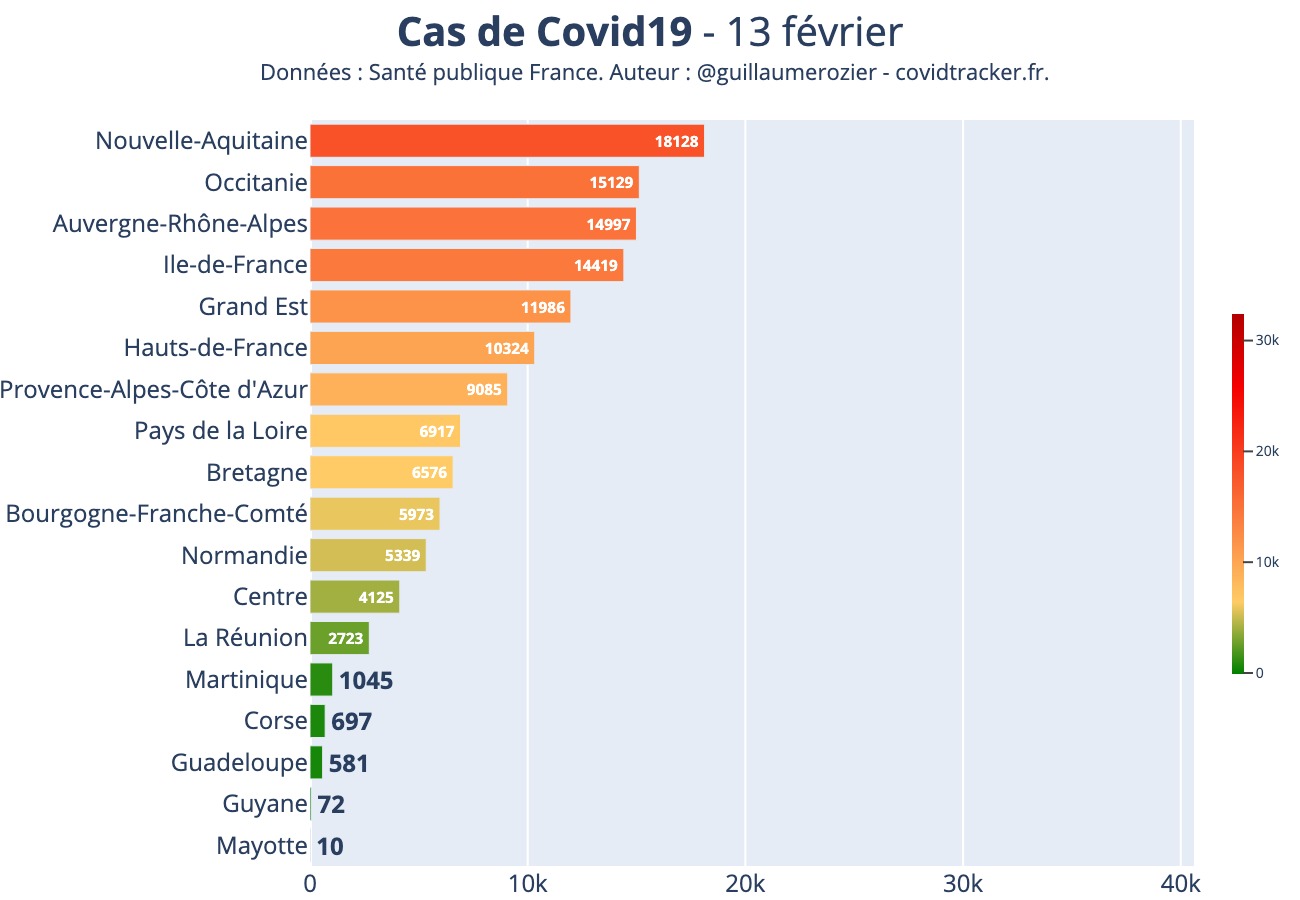 Cas de Covid19 - 13 février
Données : Santé publique France. Auteur : @guillaumerozier - covidtracker.fr.
Nouvelle-Aquitaine 18128
Occitanie 15129
Auvergne-Rhône-Alpes 14997
Ile-de-France 14419
Grand Est 11986
Hauts-de-France 10324
Provence-Alpes-Côte d'Azur 9085
Pays de la Loire 6917
Bretagne 6576
Bourgogne-Franche-Comté 5973
Normandie 5339
Centre 4125
La Réunion 2723
Martinique 1045
Corse 697
Guadeloupe 581
Guyane 72
Mayotte 10
0 10k 20k 30k 40k
30k
20k
10k
0